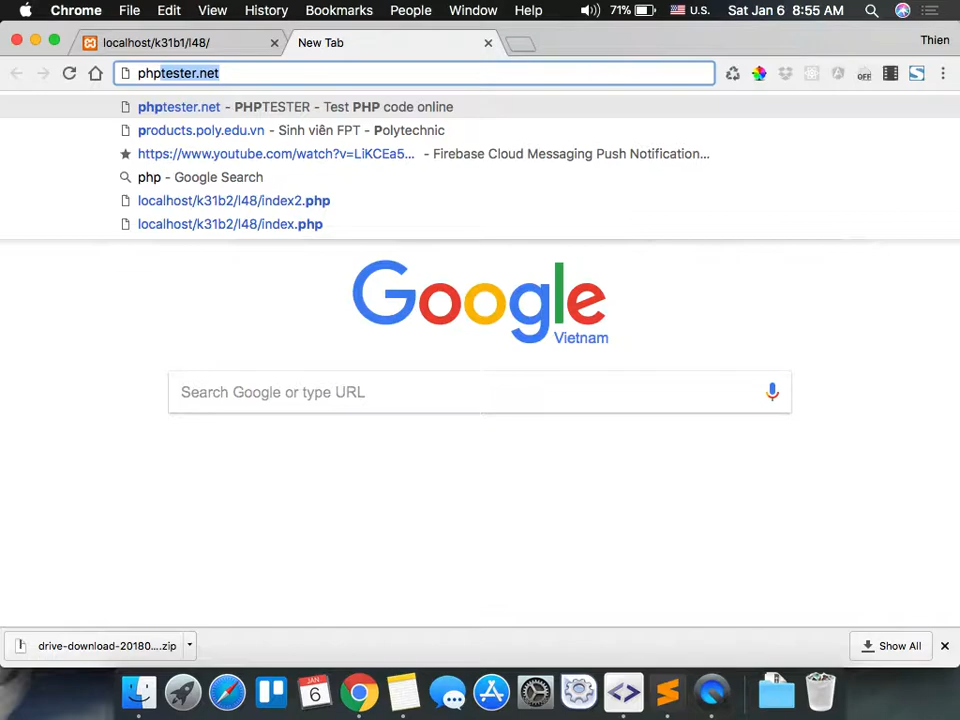 Chrome File Edit View History Bookmarks People Window Help 71% U.S. Sat Jan 6 8:55 AM
localhost/k31b1/l48/ New Tab Thien
phptester.net OFF S
phptester.net - PHPTESTER - Test PHP code online
products.poly.edu.vn - Sinh viên FPT - Polytechnic
https://www.youtube.com/watch?v=LiKCEa5... - Firebase Cloud Messaging Push Notification...
php - Google Search
localhost/k31b2/l48/index2.php
localhost/k31b2/l48/index.php
Google
Vietnam
Search Google or type URL
drive-download-20180....zip Show All
JAN
6